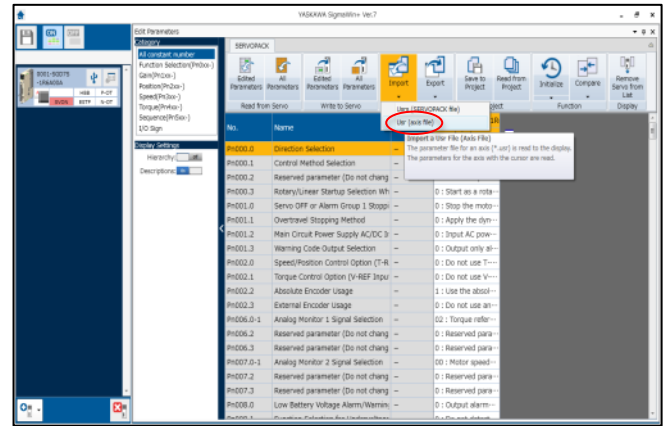 YASKAWA SigmaWin+ Ver.7
Edit Parameters
Category
All constant number
Function Selection(Pn0xx-)
Gain(Pn1xx-)
Position(Pn2xx-)
Speed(Pn3xx-)
Torque(Pn4xx-)
Sequence(Pn5xx-)
I/O Sign
Display Settings
Hierarchy:
Descriptions:
HBB P-OT
N-OT
SERVOPACK
Edited Parameters
All Parameters
Edited Parameters
All Parameters
Import
Export
Save to Project
Read from Project
Initialize
Compare
Remove Servo from List
Read from Servo
Write to Servo
Function
Display
Usrs (SERVOPACK file)
Usr (axis file)
Import a Usr File (Axis File)
The parameter file for an axis (*.usr) is read to the display.
The parameters for the axis with the cursor are read.
No. Name
Pn000.0 Direction Selection
Pn000.1 Control Method Selection –
Pn000.2 Reserved parameter (Do not chang –
Pn000.3 Rotary/Linear Startup Selection Wh – 0 : Start as a rota···
Pn001.0 Servo OFF or Alarm Group 1 Stoppi – 0 : Stop the moto···
Pn001.1 Overtravel Stopping Method – 0 : Apply the dyn···
Pn001.2 Main Circuit Power Supply AC/DC I – 0 : Input AC pow···
Pn001.3 Warning Code Output Selection – 0 : Output only al···
Pn002.0 Speed/Position Control Option (T-R – 0 : Do not use T-···
Pn002.1 Torque Control Option (V-REF Inpu – 0 : Do not use V-···
Pn002.2 Absolute Encoder Usage – 1 : Use the absol···
Pn002.3 External Encoder Usage – 0 : Do not use an···
Pn006.0-1 Analog Monitor 1 Signal Selection – 02 : Torque refer···
Pn006.2 Reserved parameter (Do not chang – 0 : Reserved para···
Pn006.3 Reserved parameter (Do not chang – 0 : Reserved para···
Pn007.0-1 Analog Monitor 2 Signal Selection – 00 : Motor speed···
Pn007.2 Reserved parameter (Do not chang – 0 : Reserved para···
Pn007.3 Reserved parameter (Do not chang – 0 : Reserved para···
Pn008.0 Low Battery Voltage Alarm/Warning – 0 : Output alarm···